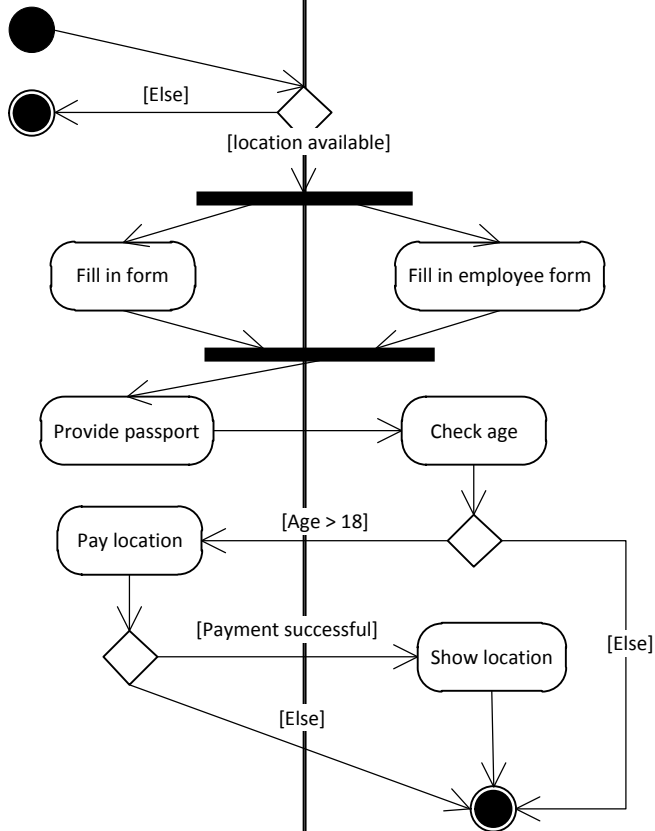 [Else]
[location available]
Fill in form
Fill in employee form
Provide passport
Check age
[Age > 18]
Pay location
[Payment successful]
Show location
[Else]
[Else]